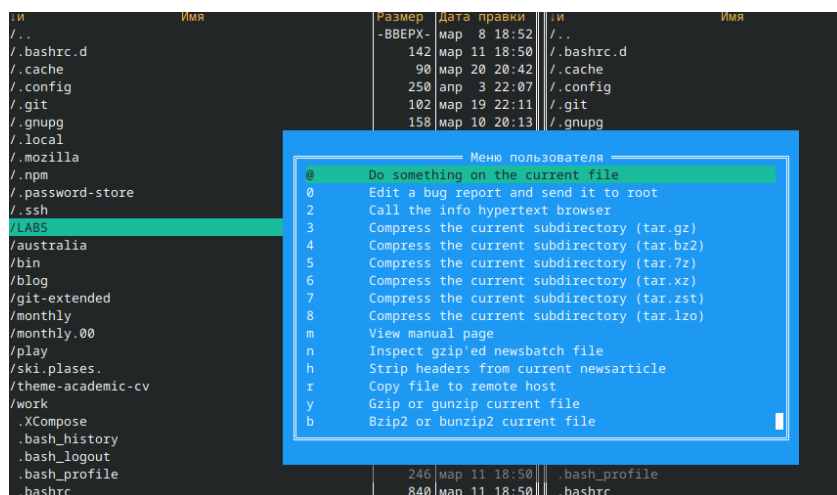 ↓и Имя Размер Дата правки ↓и Имя
/.. -ВВЕРХ- мар 8 18:52 /..
/.bashrc.d 142 мар 11 18:50 /.bashrc.d
/.cache 90 мар 20 20:42 /.cache
/.config 250 апр 3 22:07 /.config
/.git 102 мар 19 22:11 /.git
/.gnupg 158 мар 10 20:13 /.gnupg
/.local
/.mozilla Меню пользователя
/.npm @ Do something on the current file
/.password-store 0 Edit a bug report and send it to root
/.ssh 2 Call the info hypertext browser
/LAB5 3 Compress the current subdirectory (tar.gz)
/australia 4 Compress the current subdirectory (tar.bz2)
/bin 5 Compress the current subdirectory (tar.7z)
/blog 6 Compress the current subdirectory (tar.xz)
/git-extended 7 Compress the current subdirectory (tar.zst)
/monthly 8 Compress the current subdirectory (tar.lzo)
/monthly.00 m View manual page
/play n Inspect gzip'ed newsbatch file
/ski.plases. h Strip headers from current newsarticle
/theme-academic-cv r Copy file to remote host
/work y Gzip or gunzip current file
.XCompose b Bzip2 or bunzip2 current file
.bash_history
.bash_logout
.bash_profile 246 мар 11 18:50 .bash_profile
.bashrc 840 мар 11 18:50 .bashrc